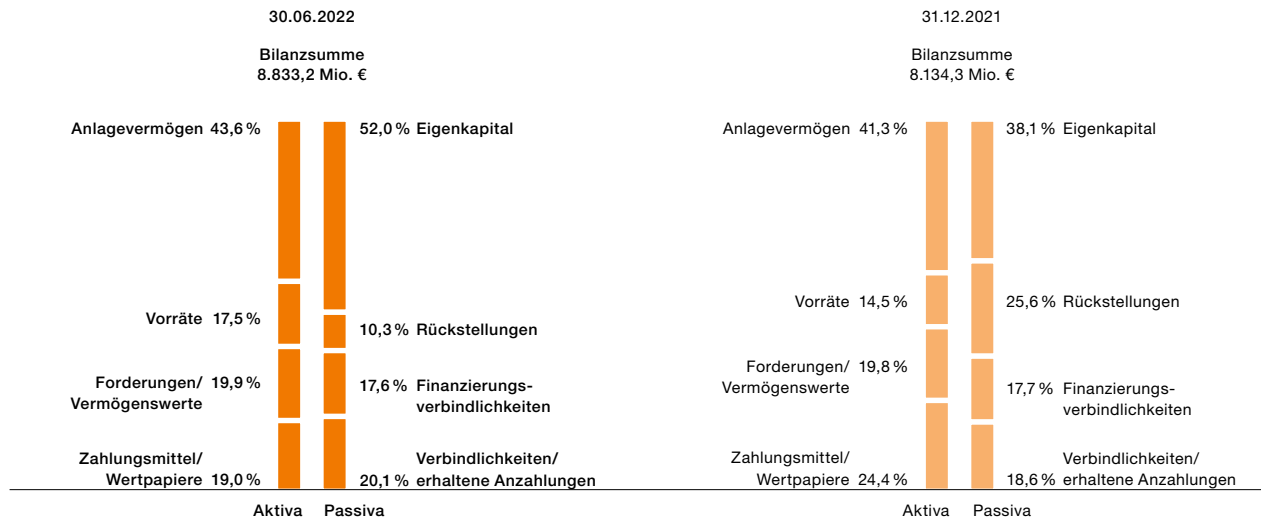 30.06.2022
Bilanzsumme
8.833,2 Mio. €
Anlagevermögen 43,6 %
52,0 % Eigenkapital
Vorräte 17,5 %
10,3 % Rückstellungen
Forderungen/ 19,9 %
Vermögenswerte
17,6 % Finanzierungs-
verbindlichkeiten
Zahlungsmittel/
Wertpapiere 19,0 %
Verbindlichkeiten/
20,1 % erhaltene Anzahlungen
Aktiva Passiva
31.12.2021
Bilanzsumme
8.134,3 Mio. €
Anlagevermögen 41,3 %
38,1 % Eigenkapital
Vorräte 14,5 %
25,6 % Rückstellungen
Forderungen/ 19,8 %
Vermögenswerte
17,7 % Finanzierungs-
verbindlichkeiten
Zahlungsmittel/
Wertpapiere 24,4 %
Verbindlichkeiten/
18,6 % erhaltene Anzahlungen
Aktiva Passiva